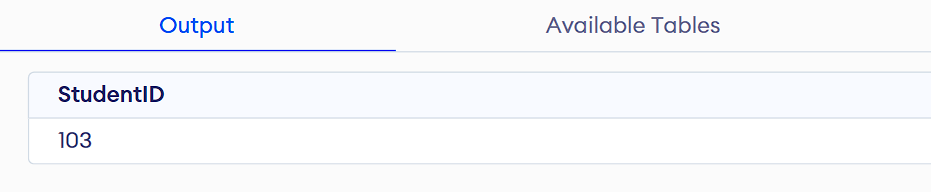 Output
Available Tables
StudentID
103